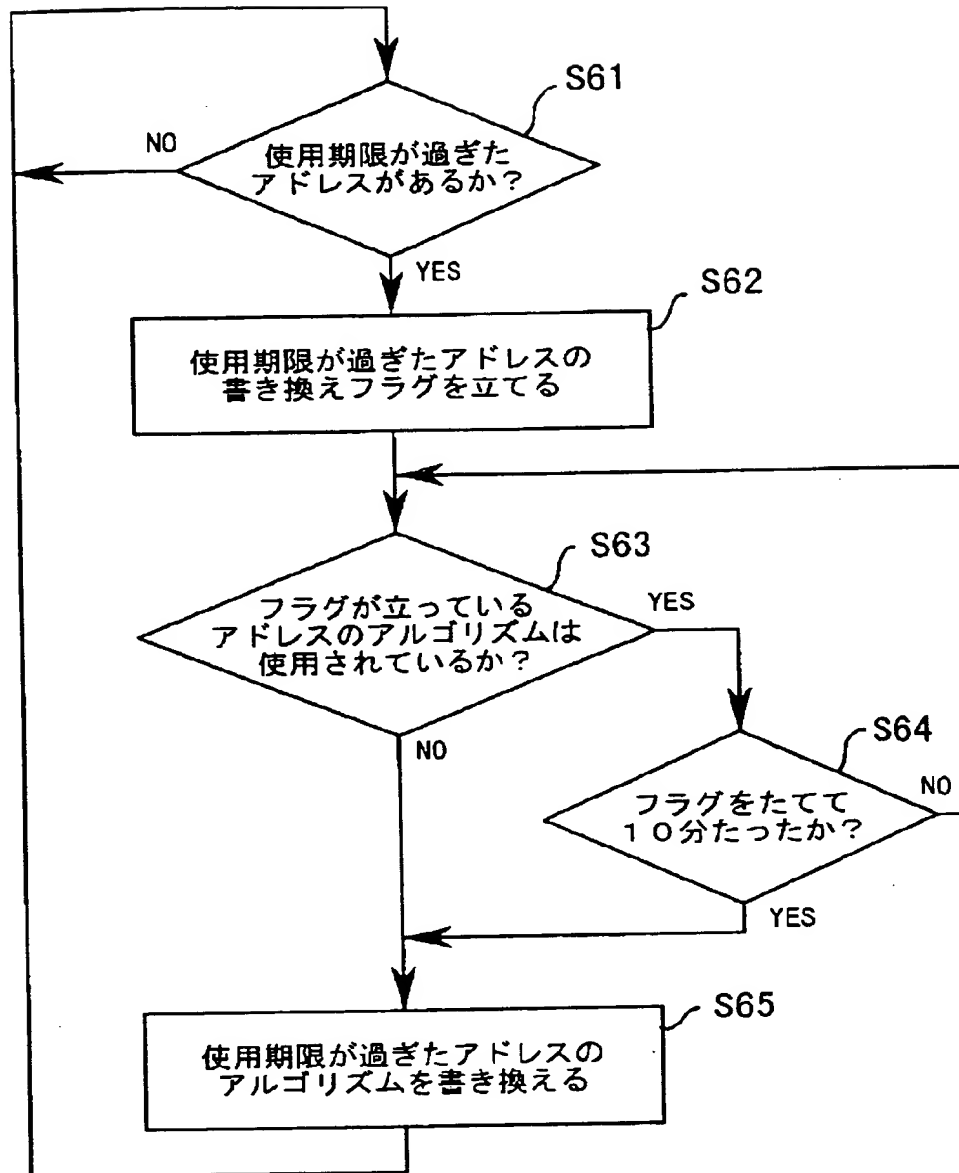 S61
NO
使用期限が過ぎた
アドレスがあるか？
YES
S62
使用期限が過ぎたアドレスの
書き換えフラグを立てる
S63
フラグが立っている
アドレスのアルゴリズムは
使用されているか？
YES
NO
S64
フラグをたてて
１０分たったか？
NO
YES
S65
使用期限が過ぎたアドレスの
アルゴリズムを書き換える